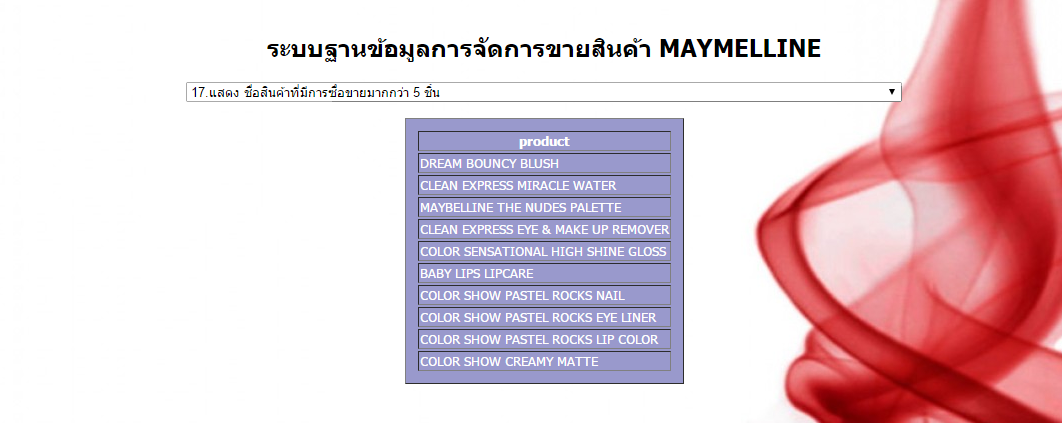 ระบบฐานข้อมูลการจัดการขายสินค้า MAYMELLINE
17.แสดง ชื่อสินค้าที่มีการซื้อขายมากกว่า 5 ชิ้น
product
DREAM BOUNCY BLUSH
CLEAN EXPRESS MIRACLE WATER
MAYBELLINE THE NUDES PALETTE
CLEAN EXPRESS EYE & MAKE UP REMOVER
COLOR SENSATIONAL HIGH SHINE GLOSS
BABY LIPS LIPCARE
COLOR SHOW PASTEL ROCKS NAIL
COLOR SHOW PASTEL ROCKS EYE LINER
COLOR SHOW PASTEL ROCKS LIP COLOR
COLOR SHOW CREAMY MATTE